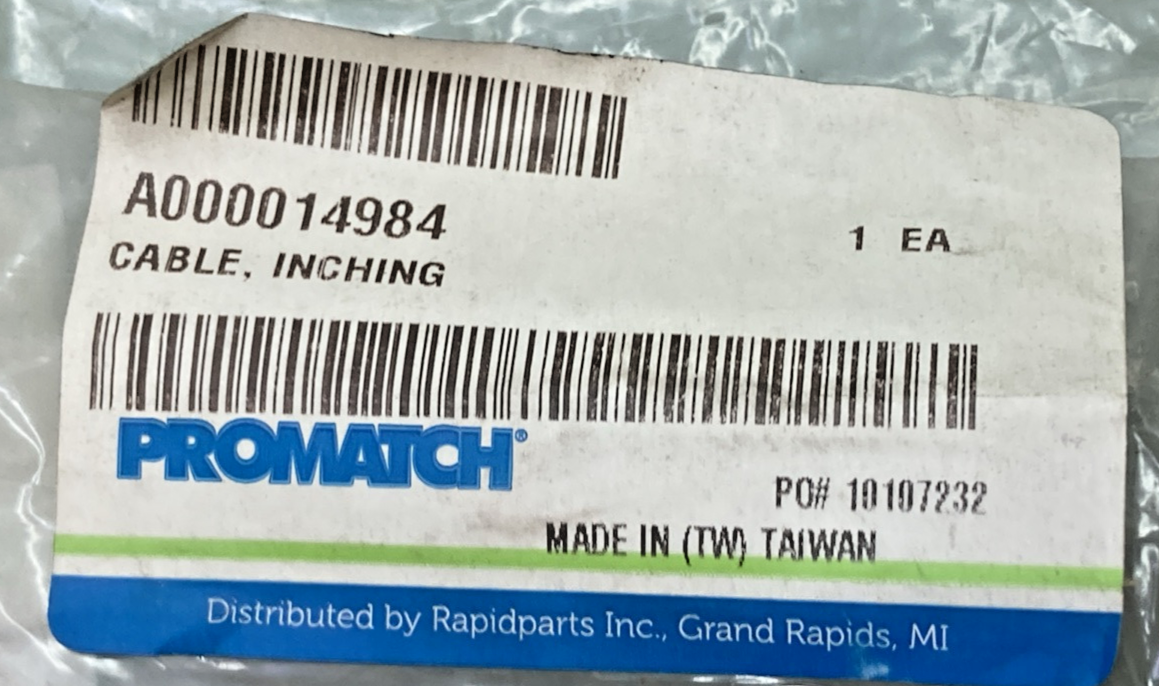 A000014984
1 EA
CABLE, INCHING
PROMATCH®
PO# 10107232
MADE IN (TW) TAIWAN
Distributed by Rapidparts Inc., Grand Rapids, MI